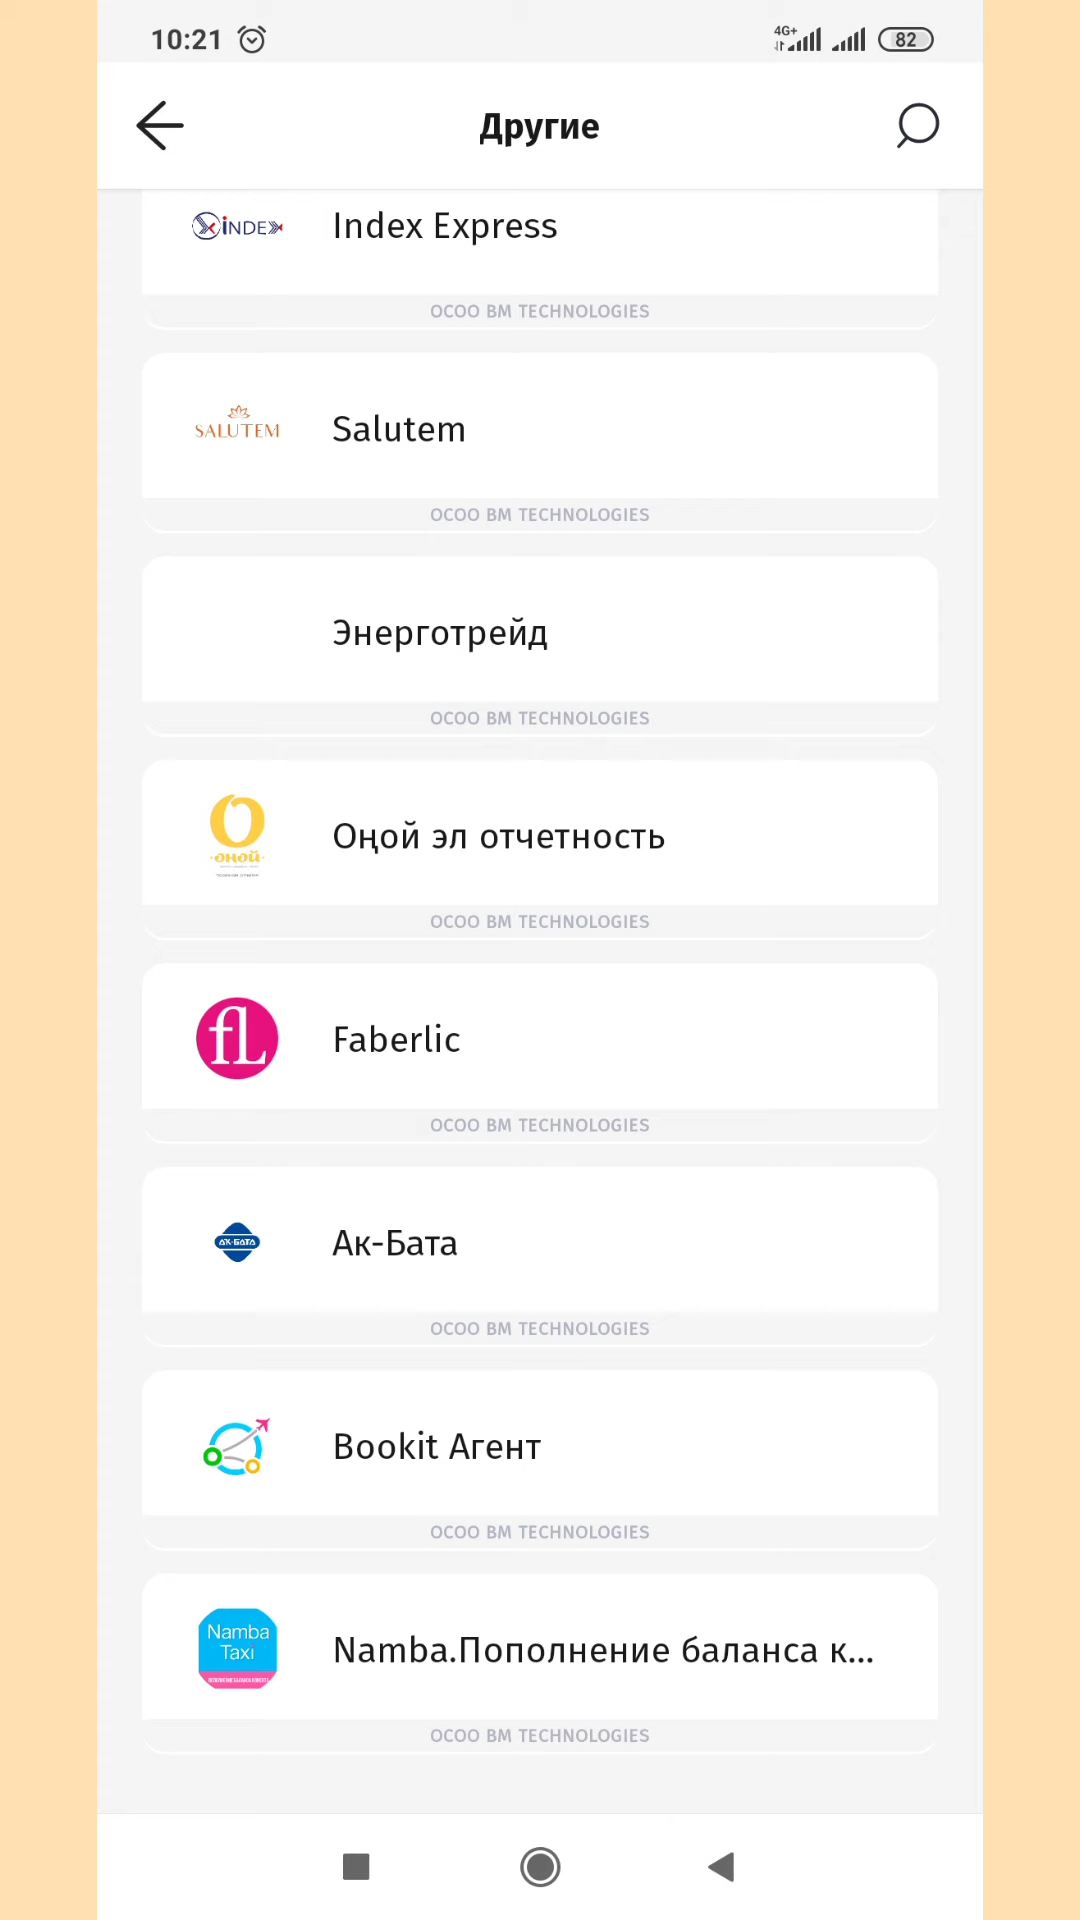 10:21
4G+
82
Другие
INDEX
Index Express
ОСОО BM TECHNOLOGIES
SALUTEM
Salutem
ОСОО BM TECHNOLOGIES
Энерготрейд
ОСОО BM TECHNOLOGIES
ОҢОЙ
Оңой эл отчетность
ОСОО BM TECHNOLOGIES
fL
Faberlic
ОСОО BM TECHNOLOGIES
АК-БАТА
Ак-Бата
ОСОО BM TECHNOLOGIES
Bookit Агент
ОСОО BM TECHNOLOGIES
Namba
Taxi
Namba.Пополнение баланса к...
ОСОО BM TECHNOLOGIES